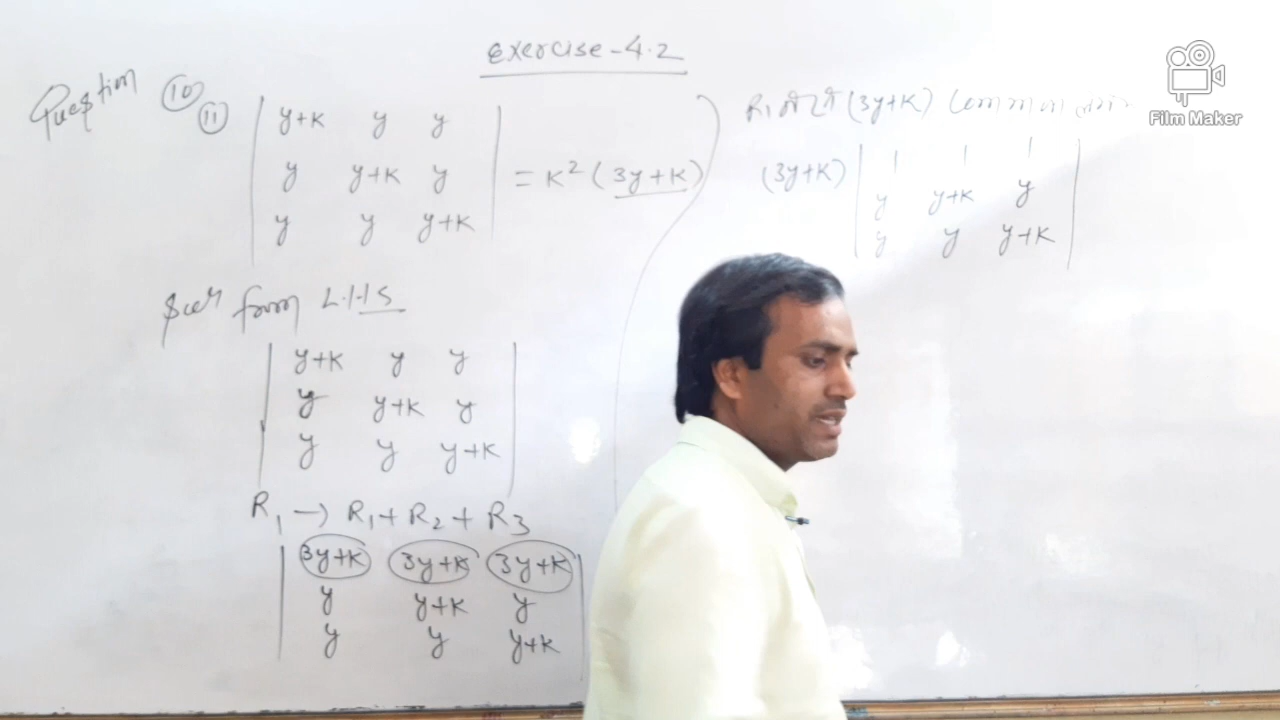 Exercise-4.2
Question 10
11
| y+K y y |
| y y+K y | = K² (3y+K)
| y y y+K |
from L.H.S
| y+K y y |
| y y+K y |
| y y y+K |
R₁ → R₁ + R₂ + R₃
| 3y+K 3y+K 3y+K |
| y y+K y |
| y y y+K |
R₁ में से (3y+K) Common
(3y+K) | 1 1 1 |
| y y+K y |
| y y y+K |
Film Maker